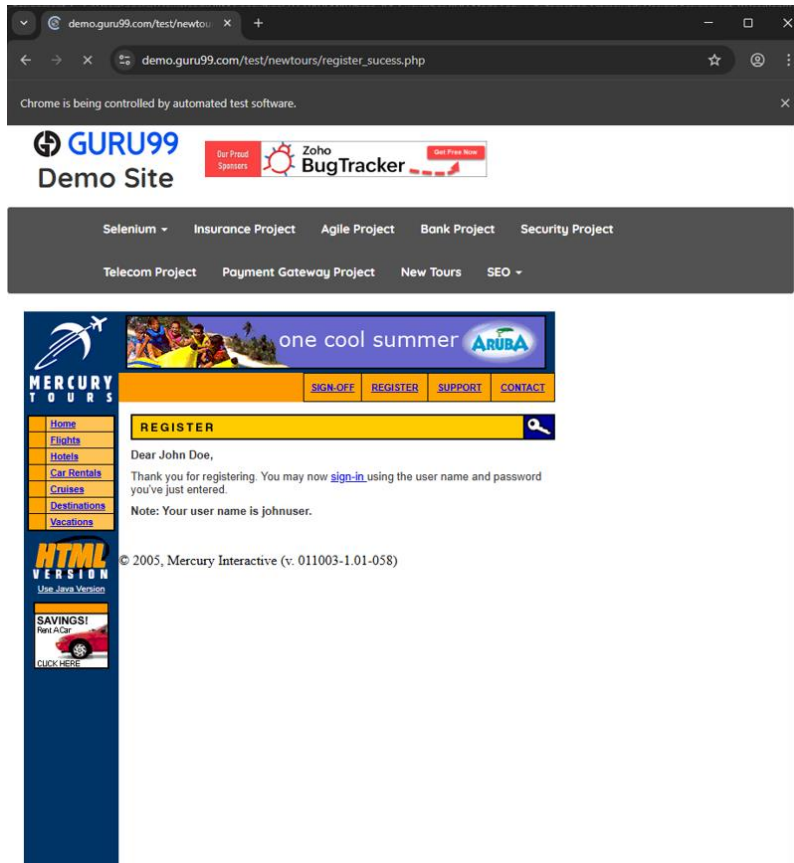 demo.guru99.com/test/newtou
demo.guru99.com/test/newtours/register_sucess.php
Chrome is being controlled by automated test software.
GURU99
Demo Site
Our Proud
Sponsors
Zoho
BugTracker
Get Free Now
Selenium
Insurance Project
Agile Project
Bank Project
Security Project
Telecom Project
Payment Gateway Project
New Tours
SEO
one cool summer
ARUBA
MERCURY
TOURS
SIGN-OFF
REGISTER
SUPPORT
CONTACT
Home
Flights
Hotels
Car Rentals
Cruises
Destinations
Vacations
REGISTER
Dear John Doe,
Thank you for registering. You may now sign-in using the user name and password
you've just entered.
Note: Your user name is johnuser.
© 2005, Mercury Interactive (v. 011003-1.01-058)
HTML
VERSION
Use Java Version
SAVINGS!
Rent A Car
CLICK HERE